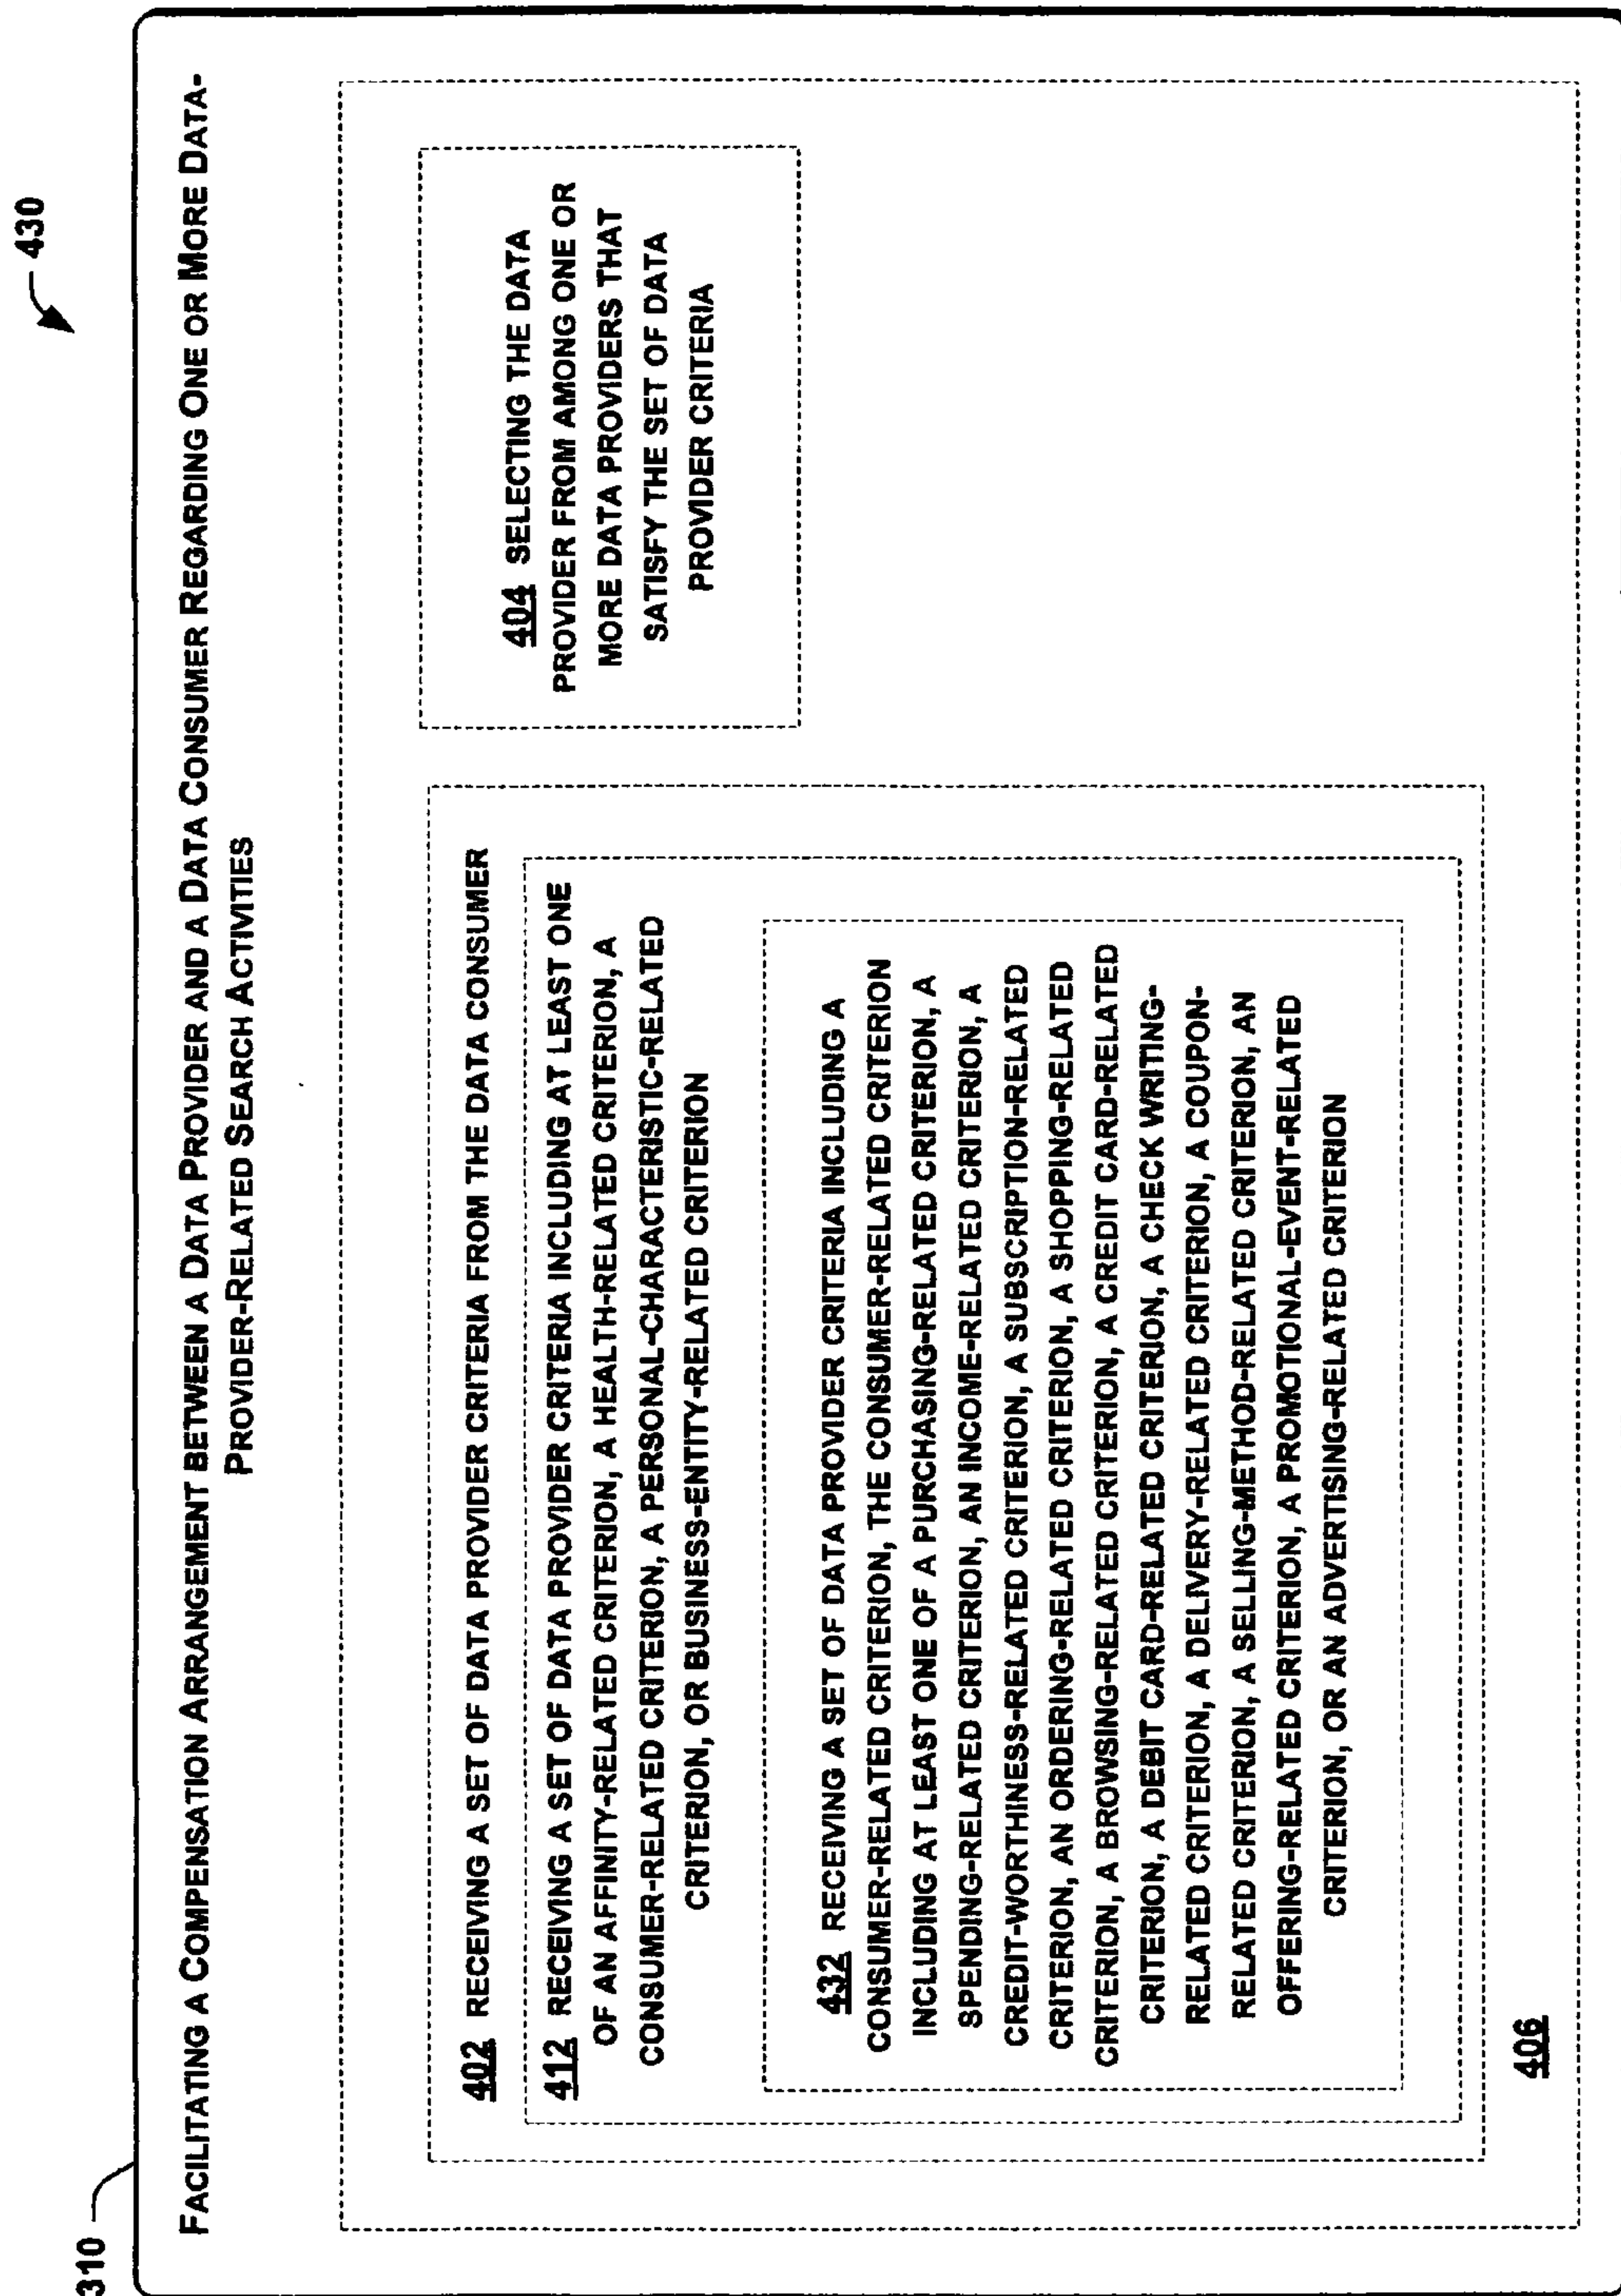 430
310
FACILITATING A COMPENSATION ARRANGEMENT BETWEEN A DATA PROVIDER AND A DATA CONSUMER REGARDING ONE OR MORE DATA-
PROVIDER-RELATED SEARCH ACTIVITIES
402 RECEIVING A SET OF DATA PROVIDER CRITERIA FROM THE DATA CONSUMER
412 RECEIVING A SET OF DATA PROVIDER CRITERIA INCLUDING AT LEAST ONE
OF AN AFFINITY-RELATED CRITERION, A HEALTH-RELATED CRITERION, A
CONSUMER-RELATED CRITERION, A PERSONAL-CHARACTERISTIC-RELATED
CRITERION, OR BUSINESS-ENTITY-RELATED CRITERION
432 RECEIVING A SET OF DATA PROVIDER CRITERIA INCLUDING A
CONSUMER-RELATED CRITERION, THE CONSUMER-RELATED CRITERION
INCLUDING AT LEAST ONE OF A PURCHASING-RELATED CRITERION, A
SPENDING-RELATED CRITERION, AN INCOME-RELATED CRITERION, A
CREDIT-WORTHINESS-RELATED CRITERION, A SUBSCRIPTION-RELATED
CRITERION, AN ORDERING-RELATED CRITERION, A SHOPPING-RELATED
CRITERION, A BROWSING-RELATED CRITERION, A CREDIT CARD-RELATED
CRITERION, A DEBIT CARD-RELATED CRITERION, A CHECK WRITING-
RELATED CRITERION, A DELIVERY-RELATED CRITERION, A COUPON-
RELATED CRITERION, A SELLING-METHOD-RELATED CRITERION, AN
OFFERING-RELATED CRITERION, A PROMOTIONAL-EVENT-RELATED
CRITERION, OR AN ADVERTISING-RELATED CRITERION
404 SELECTING THE DATA
PROVIDER FROM AMONG ONE OR
MORE DATA PROVIDERS THAT
SATISFY THE SET OF DATA
PROVIDER CRITERIA
406